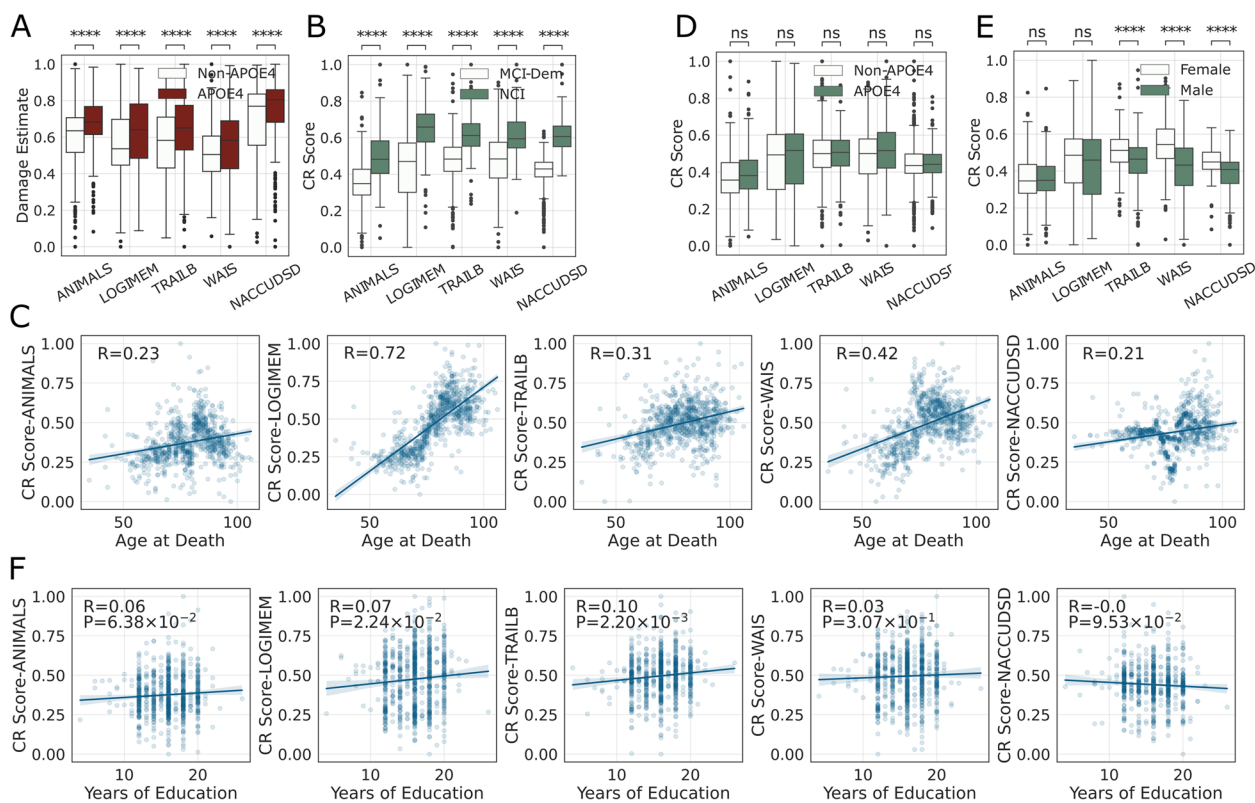 A
B
D
E
**** **** **** **** ****
**** **** **** **** ****
ns ns ns ns ns
ns ns **** **** ****
Damage Estimate
1.0
0.8
0.6
0.4
0.2
0.0
Non-APOE4
APOE4
ANIMALS
LOGIMEM
TRAILB
WAIS
NACCUDSD
CR Score
1.0
0.8
0.6
0.4
0.2
0.0
MCI-Dem
NCI
ANIMALS
LOGIMEM
TRAILB
WAIS
NACCUDSD
CR Score
1.0
0.8
0.6
0.4
0.2
0.0
Non-APOE4
APOE4
ANIMALS
LOGIMEM
TRAILB
WAIS
NACCUDSD
CR Score
1.0
0.8
0.6
0.4
0.2
0.0
Female
Male
ANIMALS
LOGIMEM
TRAILB
WAIS
NACCUDSD
C
CR Score-ANIMALS
1.00
0.75
0.50
0.25
0.00
R=0.23
50 100
Age at Death
CR Score-LOGIMEM
1.00
0.75
0.50
0.25
0.00
R=0.72
50 100
Age at Death
CR Score-TRAILB
1.00
0.75
0.50
0.25
0.00
R=0.31
50 100
Age at Death
CR Score-WAIS
1.00
0.75
0.50
0.25
0.00
R=0.42
50 100
Age at Death
CR Score-NACCUDSD
1.00
0.75
0.50
0.25
0.00
R=0.21
50 100
Age at Death
F
CR Score-ANIMALS
1.00
0.75
0.50
0.25
0.00
R=0.06
P=6.38×10⁻²
10 20
Years of Education
CR Score-LOGIMEM
1.00
0.75
0.50
0.25
0.00
R=0.07
P=2.24×10⁻²
10 20
Years of Education
CR Score-TRAILB
1.00
0.75
0.50
0.25
0.00
R=0.10
P=2.20×10⁻³
10 20
Years of Education
CR Score-WAIS
1.00
0.75
0.50
0.25
0.00
R=0.03
P=3.07×10⁻¹
10 20
Years of Education
CR Score-NACCUDSD
1.00
0.75
0.50
0.25
0.00
R=-0.0
P=9.53×10⁻²
10 20
Years of Education